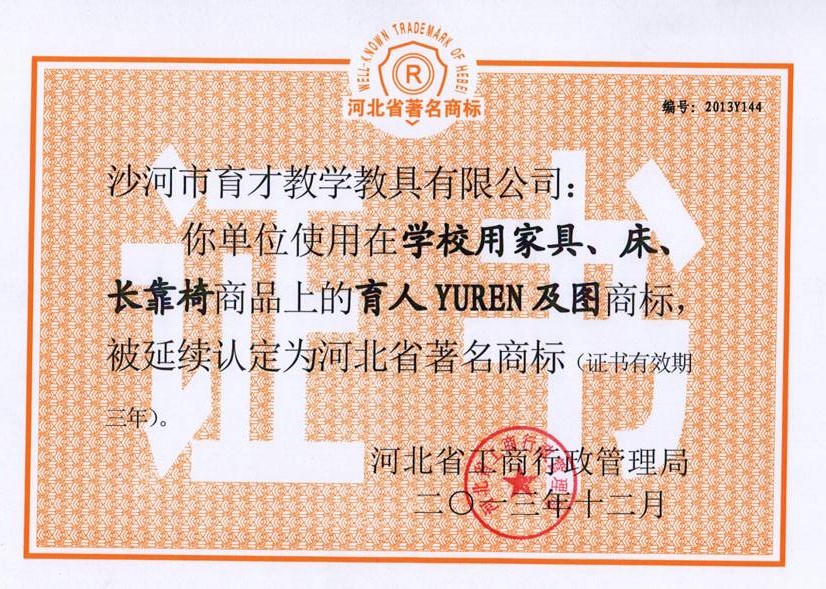 WELL-KNOWN TRADEMARK OF HEBEI
R
河北省著名商标
编号：2013Y144
证书
沙河市育才教学教具有限公司：
你单位使用在学校用家具、床、
长靠椅商品上的育人 YUREN 及图商标，
被延续认定为河北省著名商标（证书有效期
三年）。
河北省工商行政管理局
二〇一三年十二月